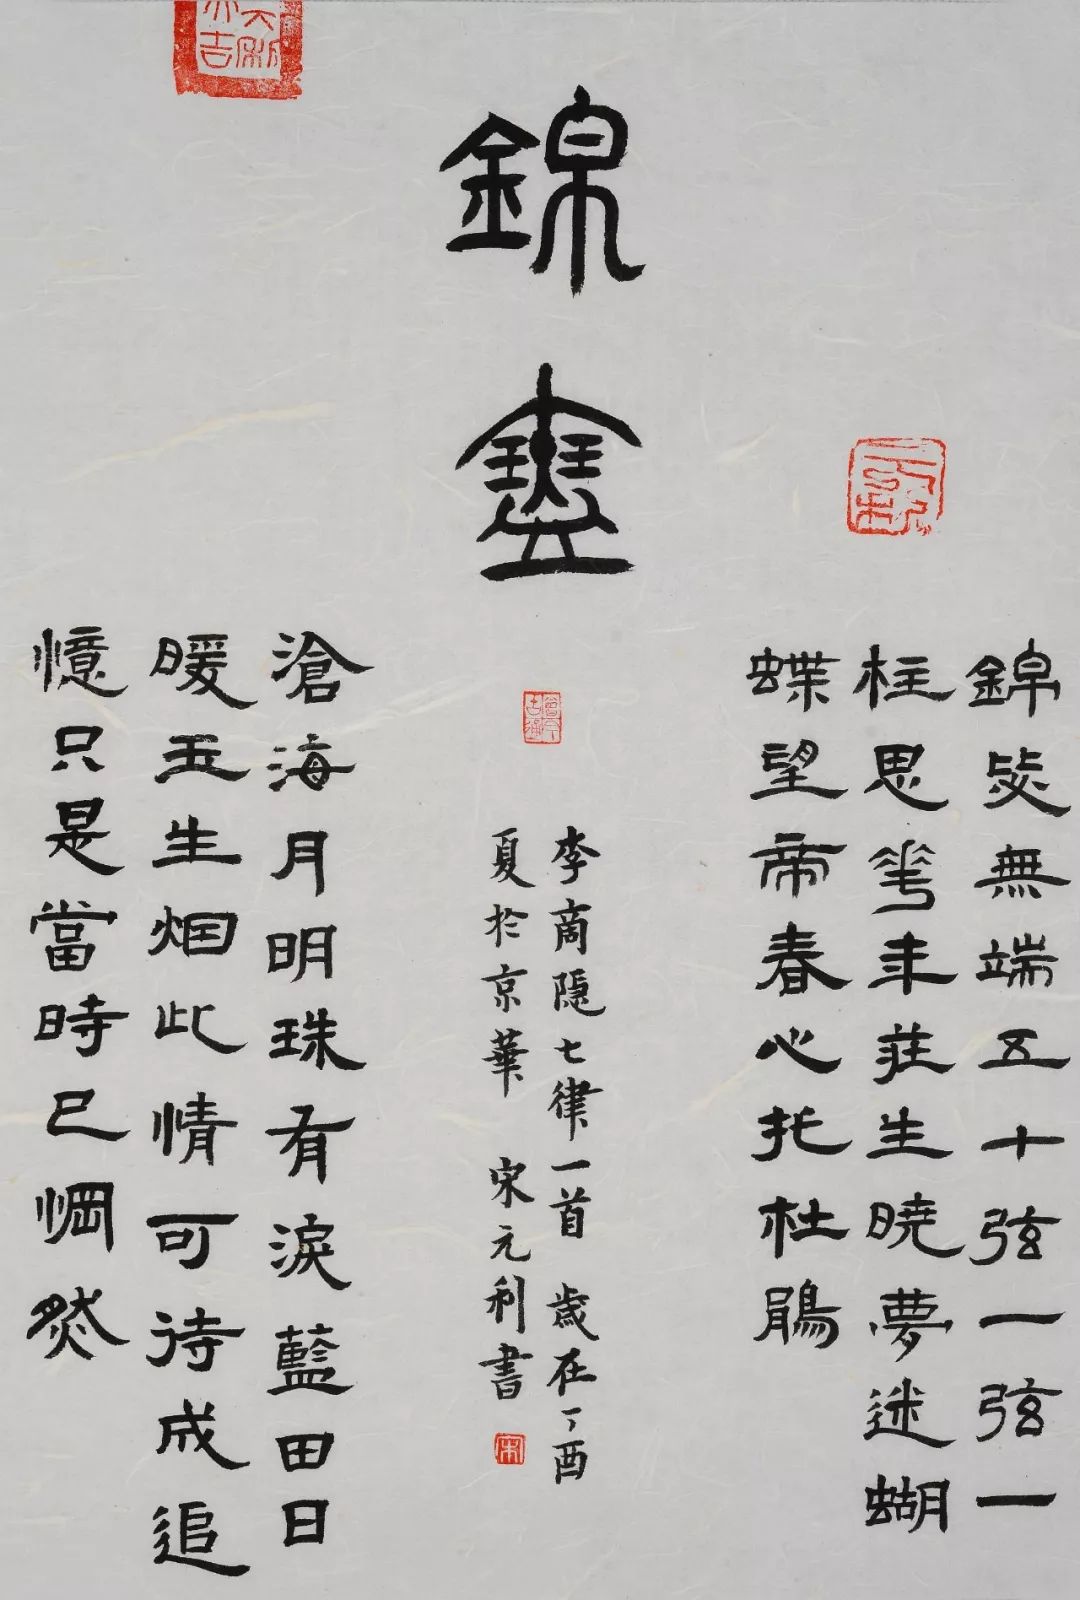 錦瑟
錦瑟無端五十弦一弦一
柱思華年莊生曉夢迷蝴
蝶望帝春心托杜鵑
李商隐七律一首 歲在丁酉
夏於京華 宋元利書
宋
滄海月明珠有淚藍田日
暖玉生烟此情可待成追
憶只是當時已惘然